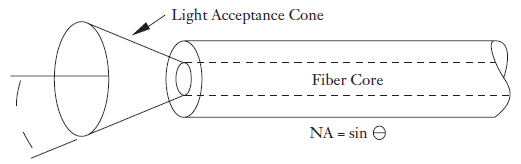 Light Acceptance Cone
Fiber Core
NA = sin Θ